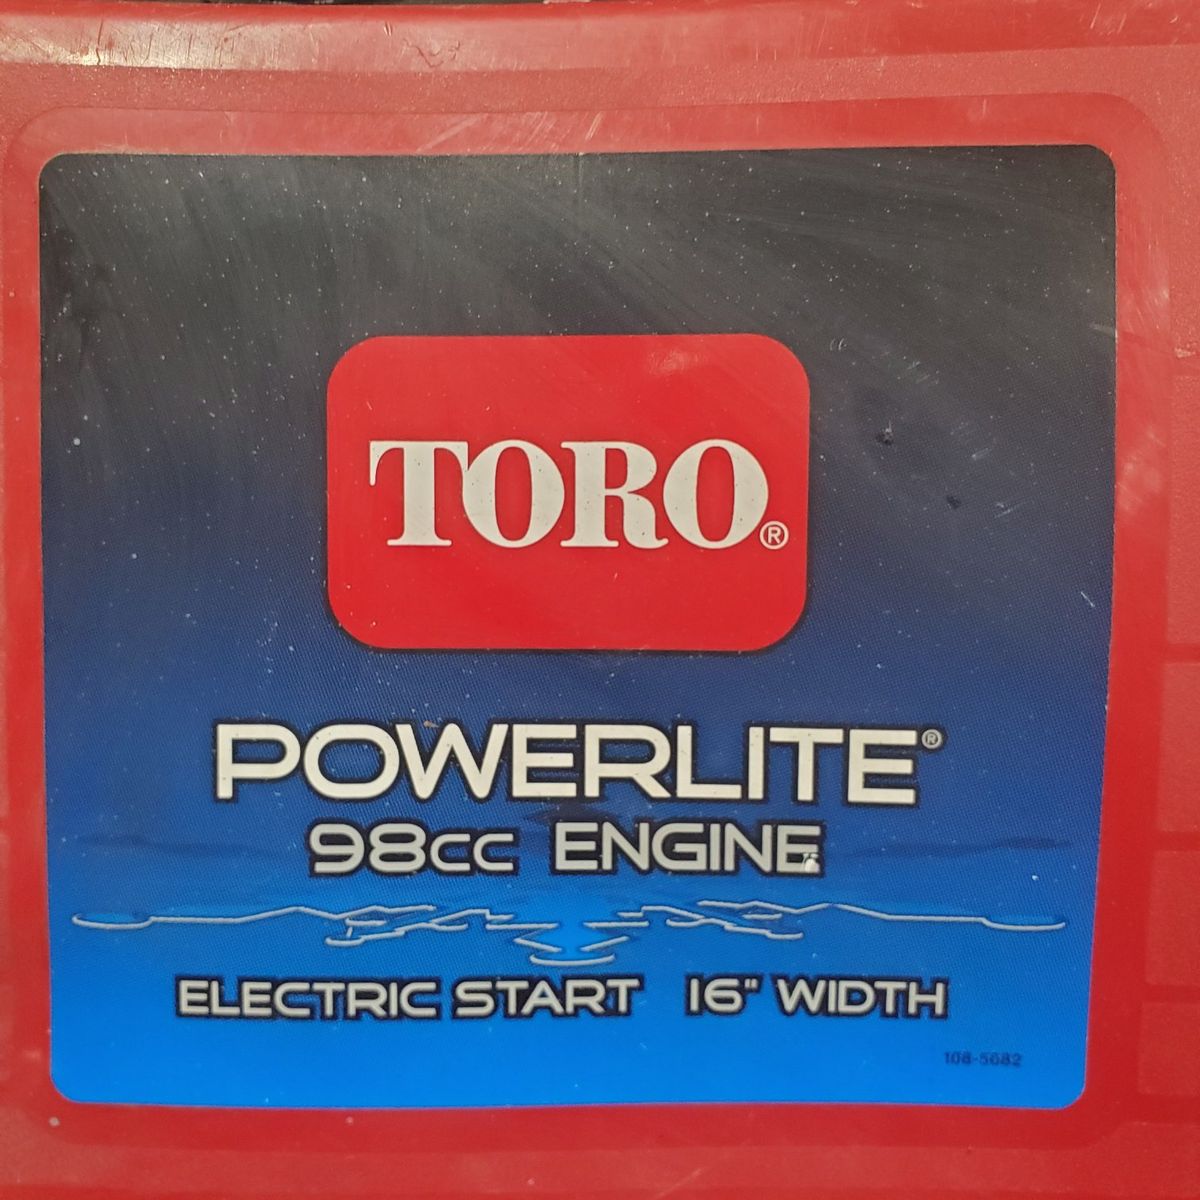 TORO®
POWERLITE®
98cc ENGINE
ELECTRIC START 16" WIDTH
108-5682